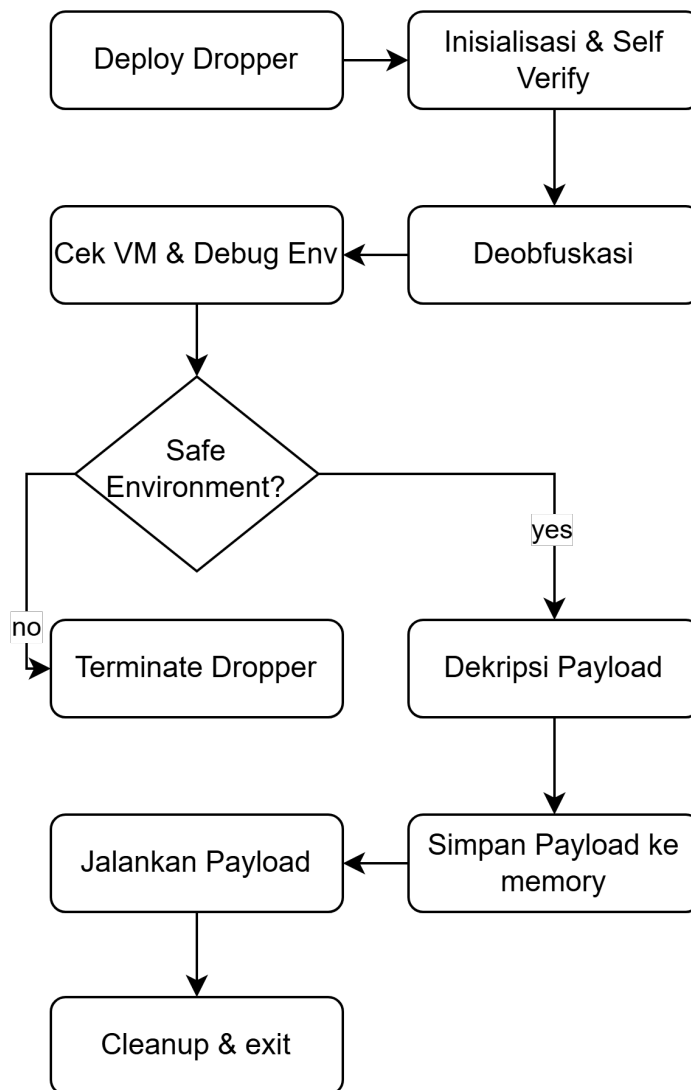 Deploy Dropper
Inisialisasi & Self
Verify
Deobfuskasi
Cek VM & Debug Env
Safe
Environment?
yes
no
Terminate Dropper
Dekripsi Payload
Simpan Payload ke
memory
Jalankan Payload
Cleanup & exit